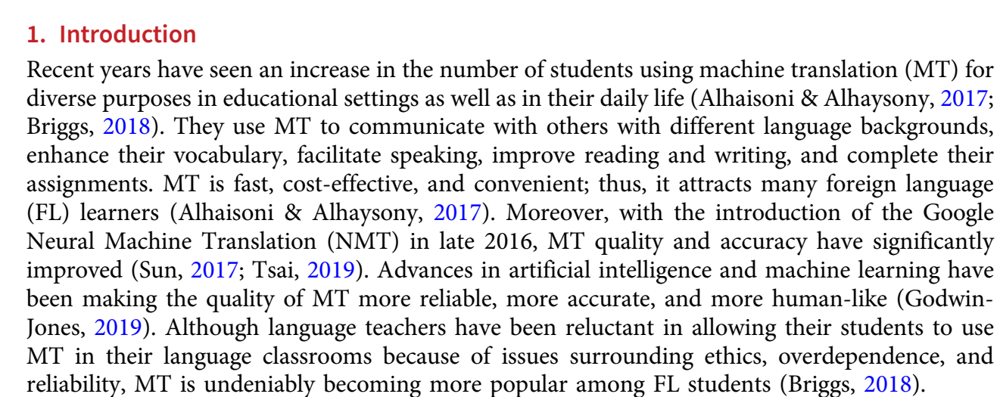 1. Introduction
Recent years have seen an increase in the number of students using machine translation (MT) for
diverse purposes in educational settings as well as in their daily life (Alhaisoni & Alhaysony, 2017;
Briggs, 2018). They use MT to communicate with others with different language backgrounds,
enhance their vocabulary, facilitate speaking, improve reading and writing, and complete their
assignments. MT is fast, cost-effective, and convenient; thus, it attracts many foreign language
(FL) learners (Alhaisoni & Alhaysony, 2017). Moreover, with the introduction of the Google
Neural Machine Translation (NMT) in late 2016, MT quality and accuracy have significantly
improved (Sun, 2017; Tsai, 2019). Advances in artificial intelligence and machine learning have
been making the quality of MT more reliable, more accurate, and more human-like (Godwin-
Jones, 2019). Although language teachers have been reluctant in allowing their students to use
MT in their language classrooms because of issues surrounding ethics, overdependence, and
reliability, MT is undeniably becoming more popular among FL students (Briggs, 2018).